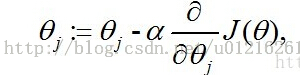 θj := θj - α ∂/∂θj J(θ),
http://blog.csdn.net/u01216261